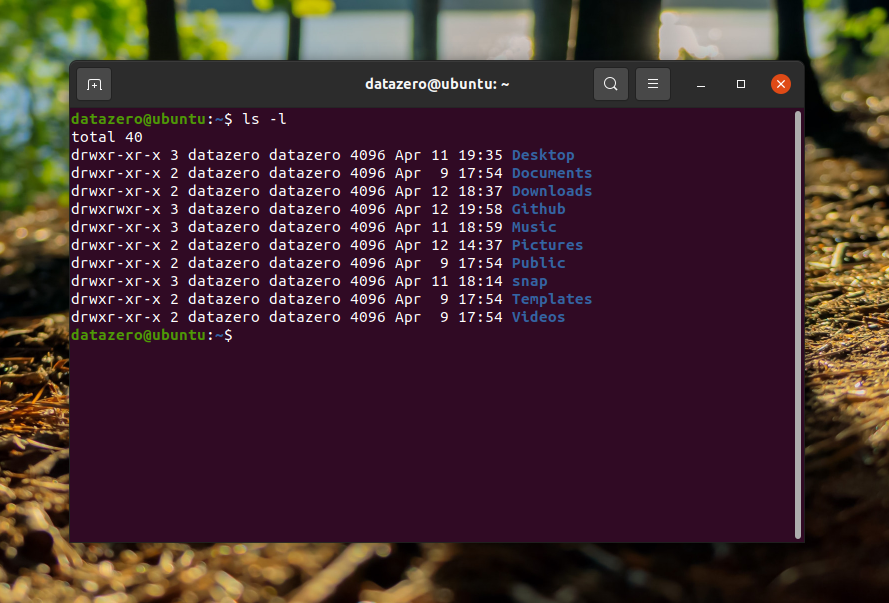 datazero@ubuntu: ~
datazero@ubuntu:~$ ls -l
total 40
drwxr-xr-x 3 datazero datazero 4096 Apr 11 19:35 Desktop
drwxr-xr-x 2 datazero datazero 4096 Apr  9 17:54 Documents
drwxr-xr-x 2 datazero datazero 4096 Apr 12 18:37 Downloads
drwxrwxr-x 3 datazero datazero 4096 Apr 12 19:58 Github
drwxr-xr-x 3 datazero datazero 4096 Apr 11 18:59 Music
drwxr-xr-x 2 datazero datazero 4096 Apr 12 14:37 Pictures
drwxr-xr-x 2 datazero datazero 4096 Apr  9 17:54 Public
drwxr-xr-x 3 datazero datazero 4096 Apr 11 18:14 snap
drwxr-xr-x 2 datazero datazero 4096 Apr  9 17:54 Templates
drwxr-xr-x 2 datazero datazero 4096 Apr  9 17:54 Videos
datazero@ubuntu:~$